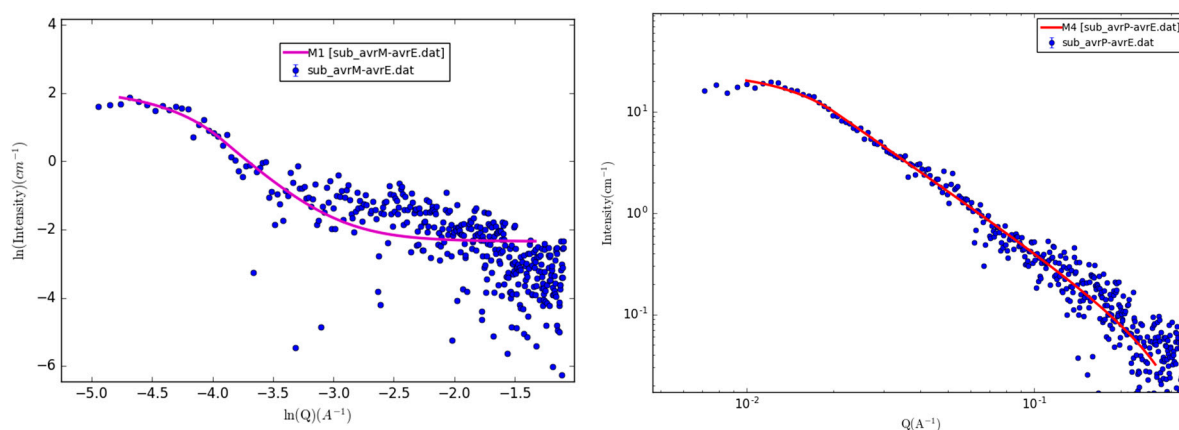 M1 [sub_avrM-avrE.dat]
sub_avrM-avrE.dat
4
2
0
−2
−4
−6
ln(Intensity)(cm⁻¹)
−5.0 −4.5 −4.0 −3.5 −3.0 −2.5 −2.0 −1.5
ln(Q)(A⁻¹)
M4 [sub_avrP-avrE.dat]
sub_avrP-avrE.dat
10¹
10⁰
10⁻¹
Intensity(cm⁻¹)
10⁻² 10⁻¹
Q(A⁻¹)